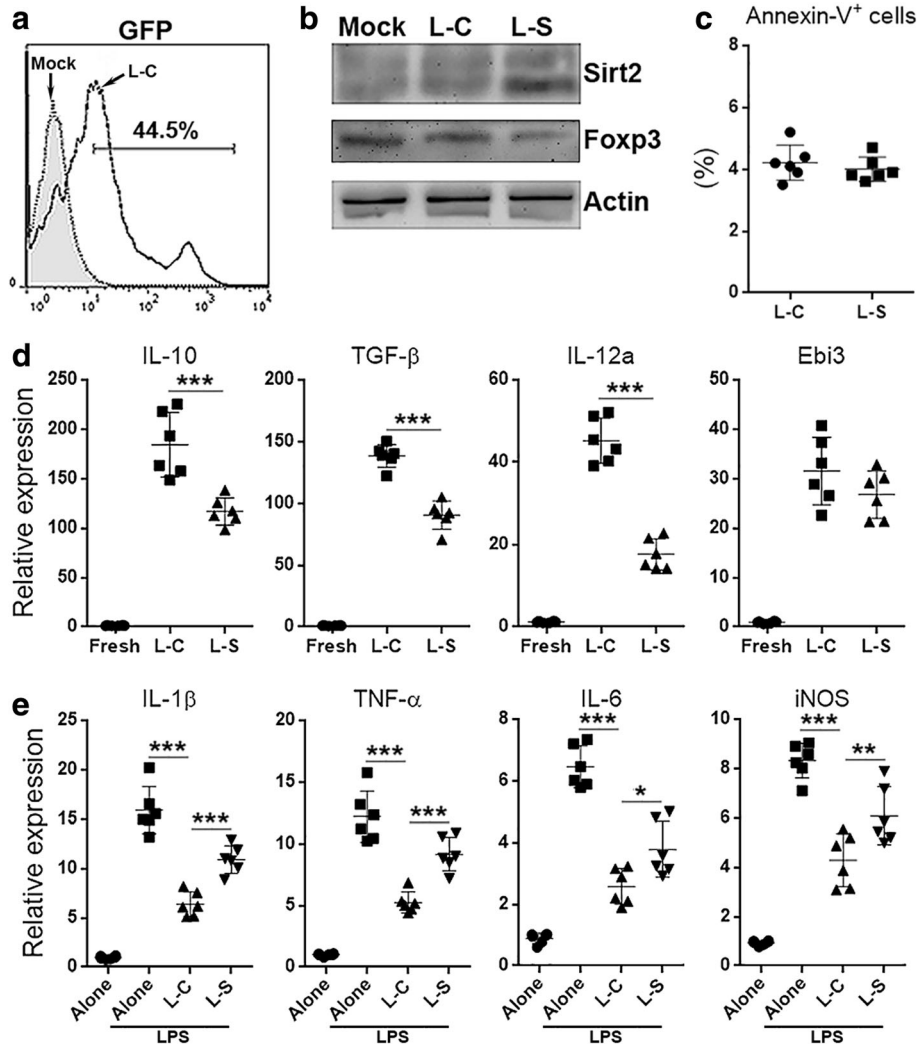 a
GFP
Mock
L-C
44.5%
0
10⁰ 10¹ 10² 10³ 10⁴
b
Mock L-C L-S
Sirt2
Foxp3
Actin
c
Annexin-V⁺ cells
(%)
8
6
4
2
0
L-C L-S
d
Relative expression
IL-10
250
200
150
100
50
0
***
Fresh L-C L-S
TGF-β
200
150
100
50
0
***
Fresh L-C L-S
IL-12a
60
40
20
0
***
Fresh L-C L-S
Ebi3
50
40
30
20
10
0
Fresh L-C L-S
e
Relative expression
IL-1β
25
20
15
10
5
0
*** ***
Alone Alone L-C L-S
LPS
TNF-α
20
15
10
5
0
*** ***
Alone Alone L-C L-S
LPS
IL-6
8
6
4
2
0
*** *
Alone Alone L-C L-S
LPS
iNOS
10
8
6
4
2
0
*** **
Alone Alone L-C L-S
LPS